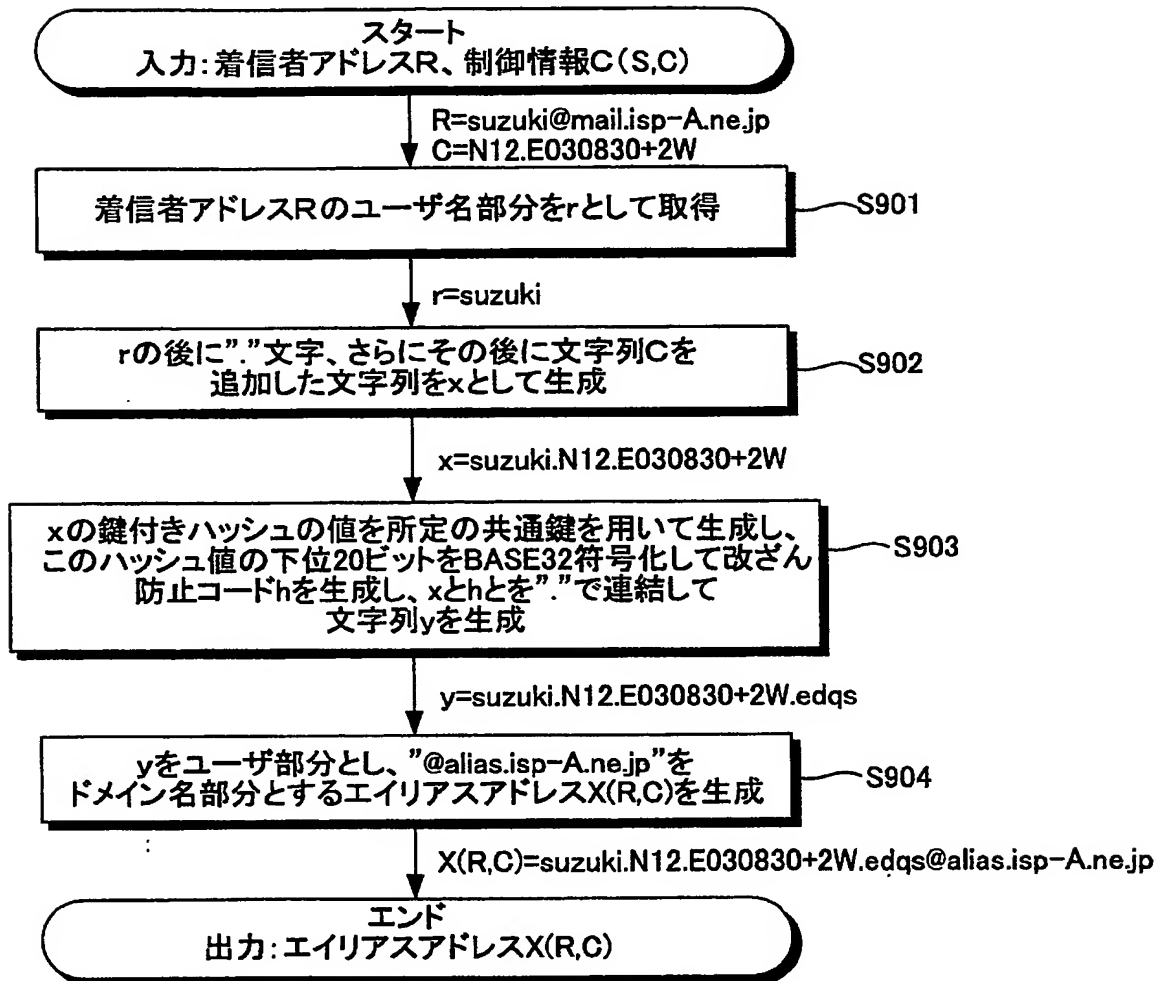 スタート
入力:着信者アドレスR、制御情報C(S,C)
R=suzuki@mail.isp-A.ne.jp
C=N12.E030830+2W
着信者アドレスRのユーザ名部分をrとして取得
S901
r=suzuki
rの後に”.”文字、さらにその後に文字列Cを
追加した文字列をxとして生成
S902
x=suzuki.N12.E030830+2W
xの鍵付きハッシュの値を所定の共通鍵を用いて生成し、
このハッシュ値の下位20ビットをBASE32符号化して改ざん
防止コードhを生成し、xとhとを”.”で連結して
文字列yを生成
S903
y=suzuki.N12.E030830+2W.edqs
yをユーザ部分とし、”@alias.isp-A.ne.jp”を
ドメイン名部分とするエイリアスアドレスX(R,C)を生成
S904
X(R,C)=suzuki.N12.E030830+2W.edqs@alias.isp-A.ne.jp
エンド
出力:エイリアスアドレスX(R,C)